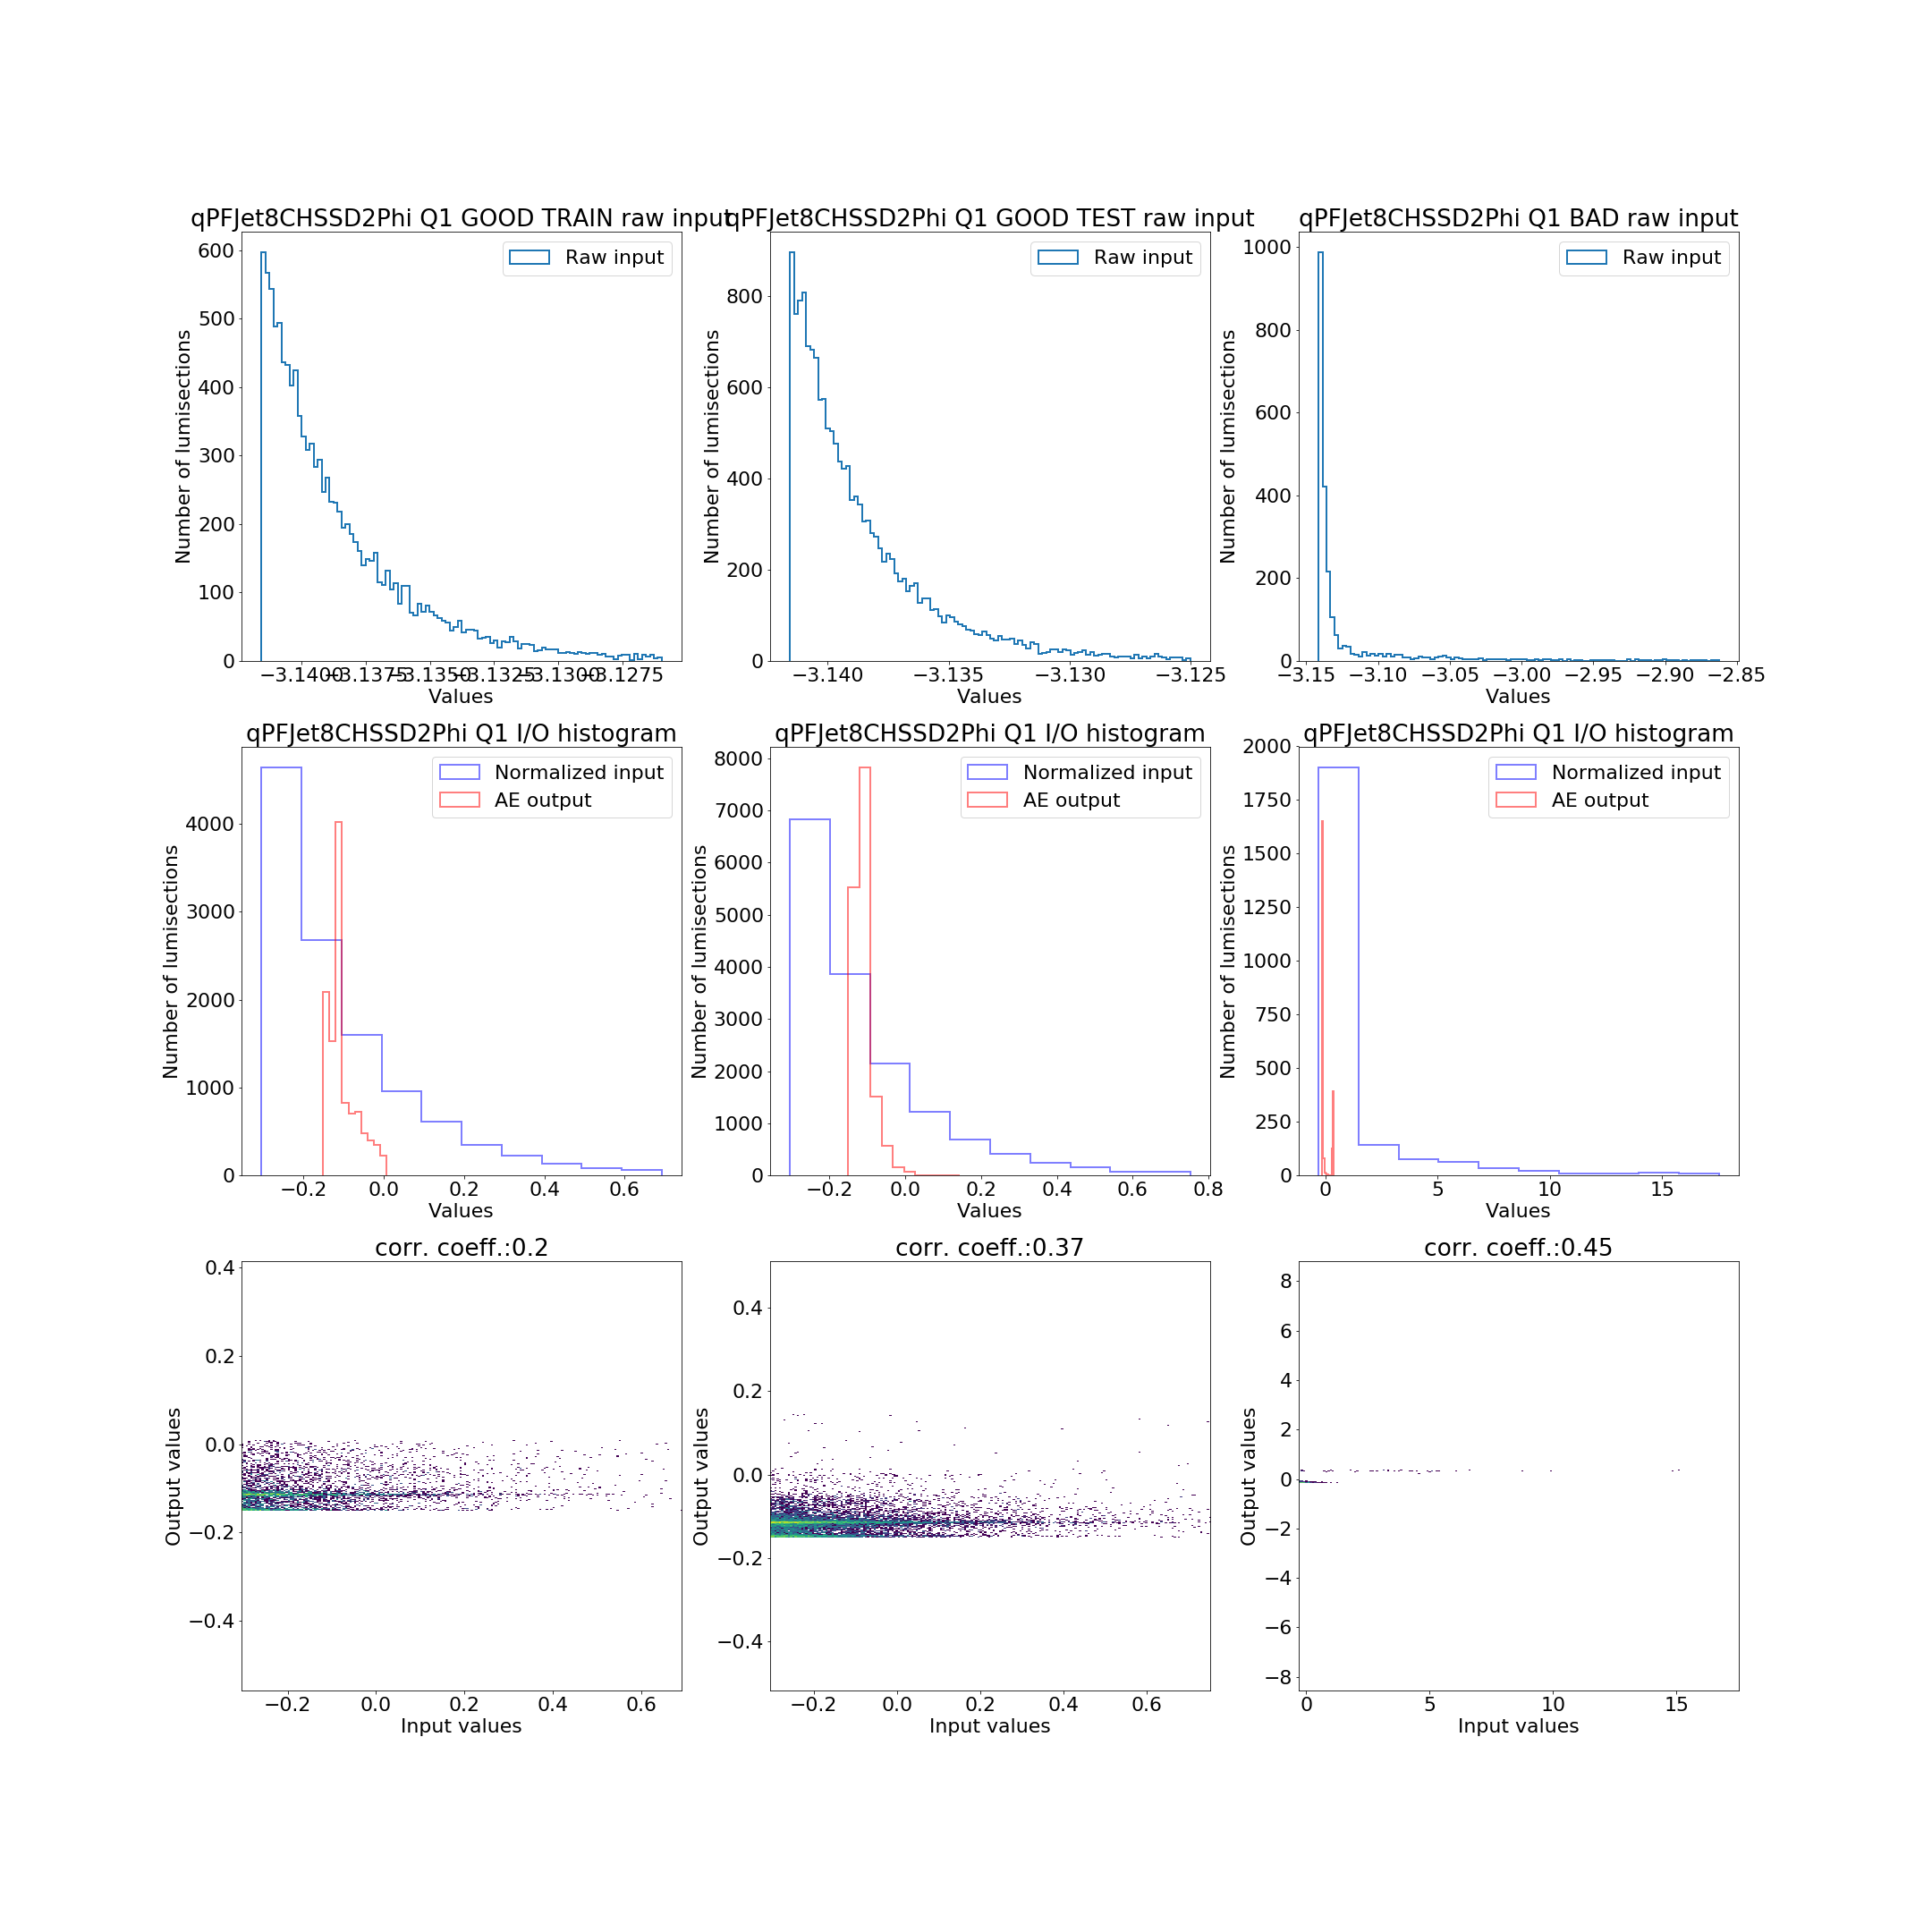 qPFJet8CHSSD2Phi Q1 GOOD TRAIN raw input
Raw input
Number of lumisections
600
500
400
300
200
100
0
−3.1400 −3.1375 −3.1350 −3.1325 −3.1300 −3.1275
Values
qPFJet8CHSSD2Phi Q1 GOOD TEST raw input
Raw input
Number of lumisections
800
600
400
200
0
−3.140 −3.135 −3.130 −3.125
Values
qPFJet8CHSSD2Phi Q1 BAD raw input
Raw input
Number of lumisections
1000
800
600
400
200
0
−3.15 −3.10 −3.05 −3.00 −2.95 −2.90 −2.85
Values
qPFJet8CHSSD2Phi Q1 I/O histogram
Normalized input
AE output
Number of lumisections
4000
3000
2000
1000
0
−0.2 0.0 0.2 0.4 0.6
Values
qPFJet8CHSSD2Phi Q1 I/O histogram
Normalized input
AE output
Number of lumisections
8000
7000
6000
5000
4000
3000
2000
1000
0
−0.2 0.0 0.2 0.4 0.6 0.8
Values
qPFJet8CHSSD2Phi Q1 I/O histogram
Normalized input
AE output
Number of lumisections
2000
1750
1500
1250
1000
750
500
250
0
0 5 10 15
Values
corr. coeff.:0.2
Output values
0.4
0.2
0.0
−0.2
−0.4
−0.2 0.0 0.2 0.4 0.6
Input values
corr. coeff.:0.37
Output values
0.4
0.2
0.0
−0.2
−0.4
−0.2 0.0 0.2 0.4 0.6
Input values
corr. coeff.:0.45
Output values
8
6
4
2
0
−2
−4
−6
−8
0 5 10 15
Input values